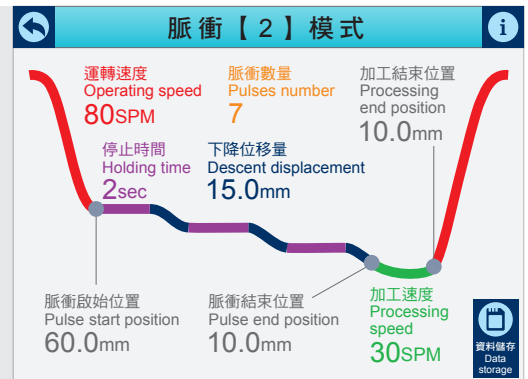 脈衝【2】模式
i
運轉速度
Operating speed
80SPM
脈衝數量
Pulses number
7
加工結束位置
Processing
end position
10.0mm
停止時間
Holding time
2sec
下降位移量
Descent displacement
15.0mm
脈衝啟始位置
Pulse start position
60.0mm
脈衝結束位置
Pulse end position
10.0mm
加工速度
Processing
speed
30SPM
資料儲存
Data
storage